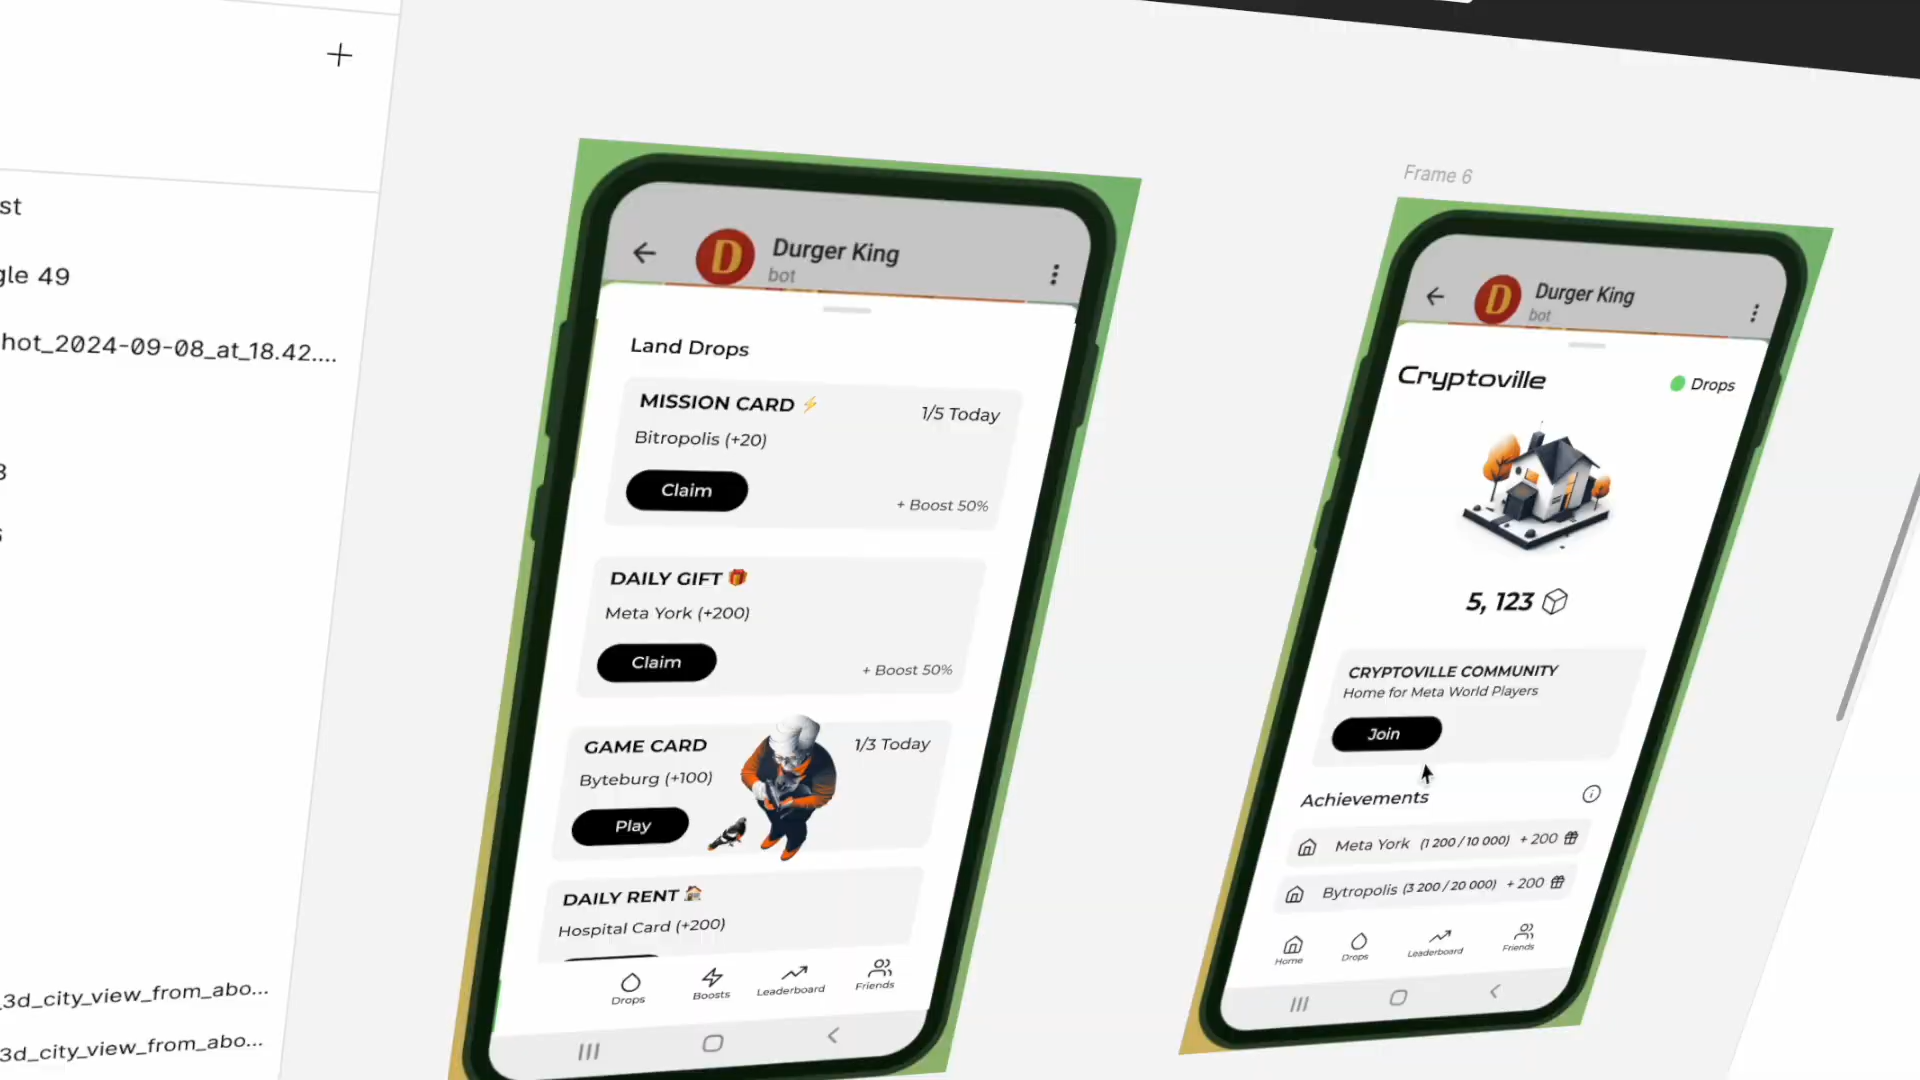 st
gle 49
hot_2024-09-08_at_18.42....
_3d_city_view_from_abo...
3d_city_view_from_abo...
D
Durger King
bot
Land Drops
MISSION CARD ⚡
1/5 Today
Bitropolis (+20)
Claim
+ Boost 50%
DAILY GIFT 🎁
Meta York (+200)
Claim
+ Boost 50%
GAME CARD
1/3 Today
Byteburg (+100)
Play
DAILY RENT 🏠
Hospital Card (+200)
Drops
Boosts
Leaderboard
Friends
Frame 6
D
Durger King
bot
Cryptoville
Drops
5, 123
CRYPTOVILLE COMMUNITY
Home for Meta World Players
Join
Achievements
Meta York (1 200 / 10 000) + 200
Bytropolis (3 200 / 20 000) + 200
Home
Drops
Leaderboard
Friends